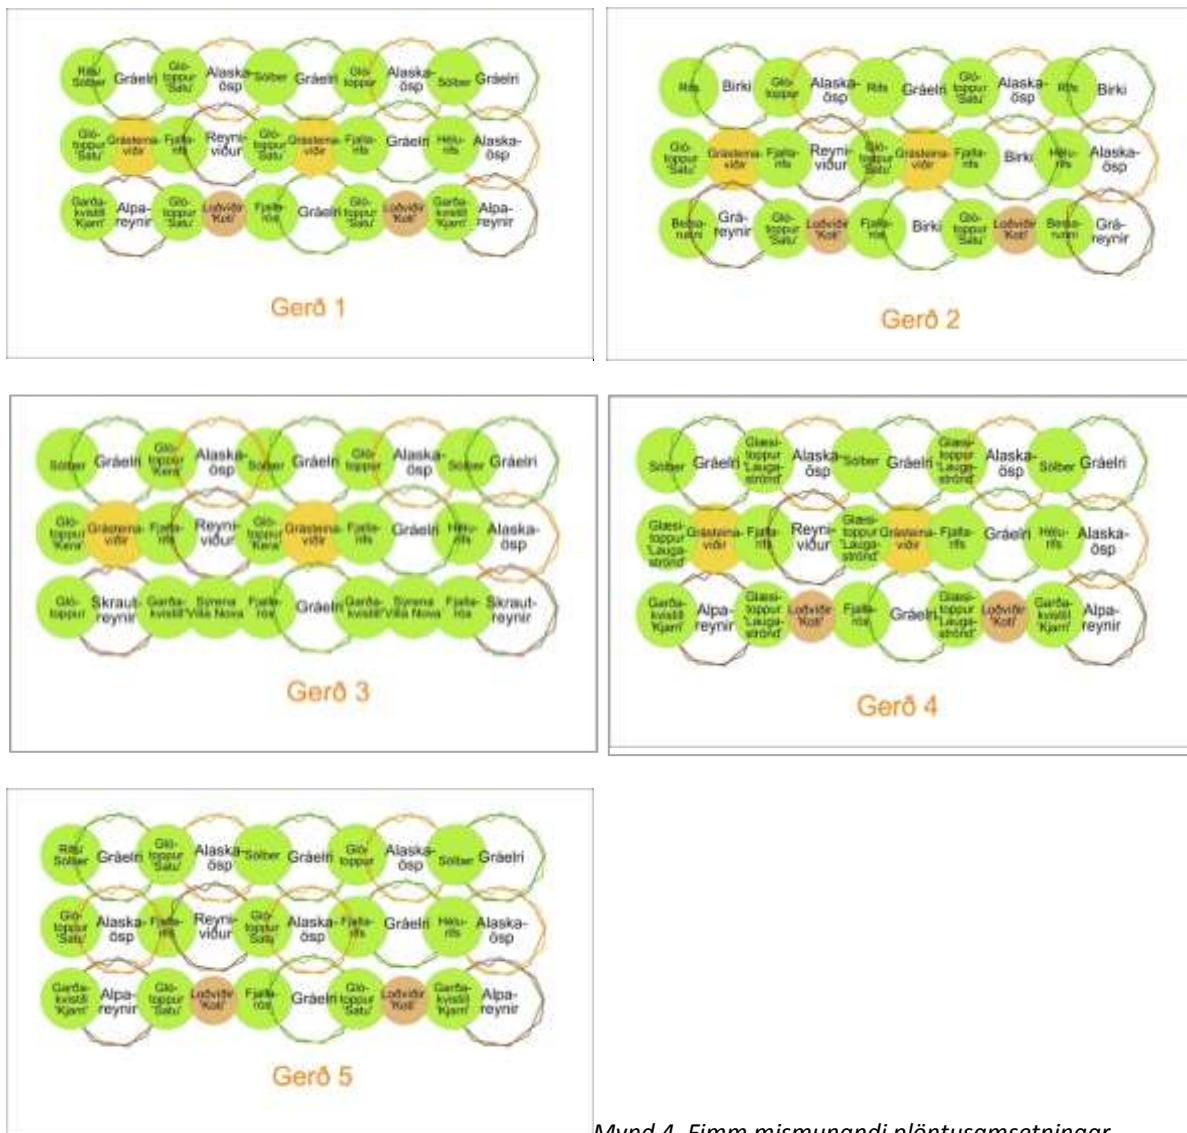 Rifs/ Sólber Gráelri Gló-toppur 'Satu' Alaska-ösp Sólber Gráelri Gló-toppur Alaska-ösp Sólber Gráelri
Gló-toppur 'Satu' Grásteina-víðir Fjalla-rifs Reyni-viður Gló-toppur 'Satu' Grásteina-víðir Fjalla-rifs Gráelri Hélu-rifs Alaska-ösp
Garða-kvistill 'Kjarri' Alpa-reynir Gló-toppur 'Satu' Loðvíðir 'Koti' Fjalla-rós Gráelri Gló-toppur 'Satu' Loðvíðir 'Koti' Garða-kvistill 'Kjarri' Alpa-reynir
Gerð 1
Rifs Birki Gló-toppur Alaska-ösp Rifs Gráelri Gló-toppur 'Satu' Alaska-ösp Rifs Birki
Gló-toppur 'Satu' Grásteina-víðir Fjalla-rifs Reyni-viður Gló-toppur 'Satu' Grásteina-víðir Fjalla-rifs Birki Hélu-rifs Alaska-ösp
Grá-reynir Gló-toppur 'Satu' Loðvíðir 'Koti' Fjalla-rós Birki Gló-toppur 'Satu' Loðvíðir 'Koti' Grá-reynir
Gerð 2
Sólber Gráelri Gló-toppur 'Kera' Alaska-ösp Sólber Gráelri Gló-toppur Alaska-ösp Sólber Gráelri
Gló-toppur 'Kera' Grásteina-víðir Fjalla-rifs Reyni-viður Gló-toppur 'Kera' Grásteina-víðir Fjalla-rifs Gráelri Hélu-rifs Alaska-ösp
Gló-toppur Skraut-reynir Garða-kvistill Syrena 'Villa Nova' Fjalla-rós Gráelri Garða-kvistill Syrena 'Villa Nova' Fjalla-rós Skraut-reynir
Gerð 3
Sólber Gráelri Glæsi-toppur 'Lauga-strönd' Alaska-ösp Sólber Gráelri Glæsi-toppur 'Lauga-strönd' Alaska-ösp Sólber Gráelri
Glæsi-toppur 'Lauga-strönd' Grásteina-víðir Fjalla-rifs Reyni-viður Glæsi-toppur 'Lauga-strönd' Grásteina-víðir Fjalla-rifs Gráelri Hélu-rifs Alaska-ösp
Garða-kvistill 'Kjarri' Alpa-reynir Glæsi-toppur 'Lauga-strönd' Loðvíðir 'Koti' Fjalla-rós Gráelri Glæsi-toppur 'Lauga-strönd' Loðvíðir 'Koti' Garða-kvistill 'Kjarri' Alpa-reynir
Gerð 4
Rifs/ Sólber Gráelri Gló-toppur 'Satu' Alaska-ösp Sólber Gráelri Gló-toppur Alaska-ösp Sólber Gráelri
Gló-toppur 'Satu' Alaska-ösp Fjalla-rifs Reyni-viður Gló-toppur 'Satu' Alaska-ösp Fjalla-rifs Gráelri Hélu-rifs Alaska-ösp
Garða-kvistill 'Kjarri' Alpa-reynir Gló-toppur 'Satu' Loðvíðir 'Koti' Fjalla-rós Gráelri Gló-toppur 'Satu' Loðvíðir 'Koti' Garða-kvistill 'Kjarri' Alpa-reynir
Gerð 5
Mynd 4. Fimm mismunandi plöntusamsetningar